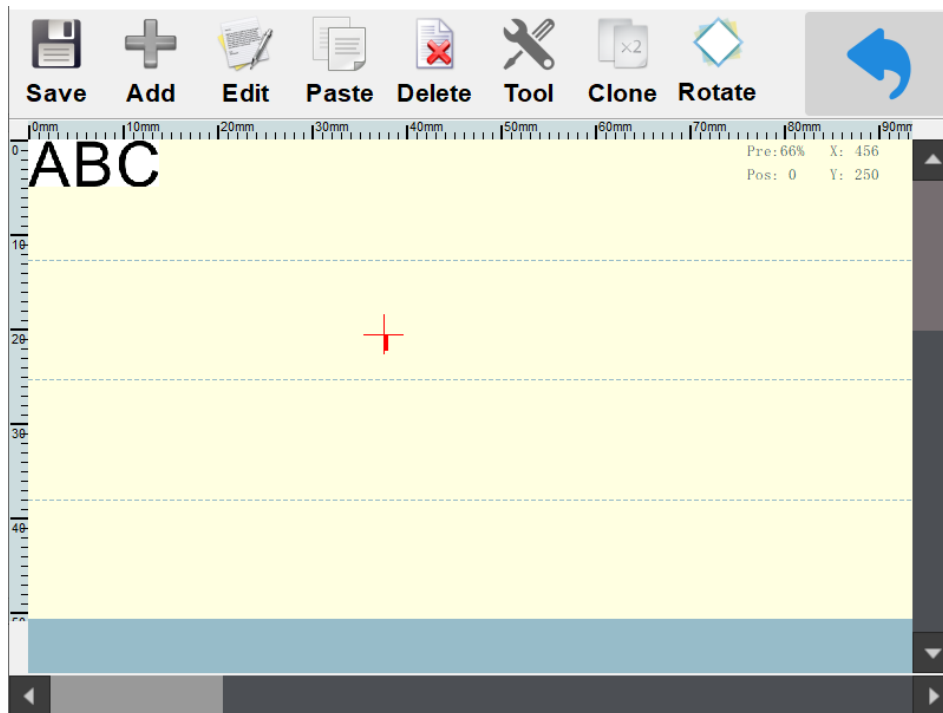 Save Add Edit Paste Delete Tool Clone Rotate
0mm 10mm 20mm 30mm 40mm 50mm 60mm 70mm 80mm 90mm
ABC
Pre:66% X: 456
Pos: 0 Y: 250
0
10
20
30
40
50